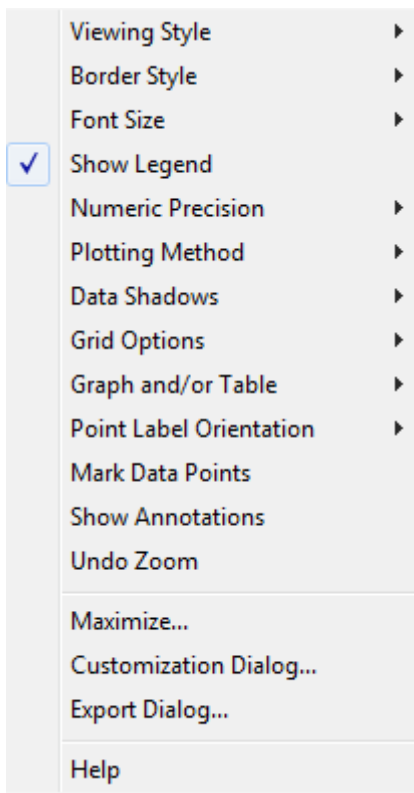 Viewing Style
Border Style
Font Size
Show Legend
Numeric Precision
Plotting Method
Data Shadows
Grid Options
Graph and/or Table
Point Label Orientation
Mark Data Points
Show Annotations
Undo Zoom
Maximize...
Customization Dialog...
Export Dialog...
Help